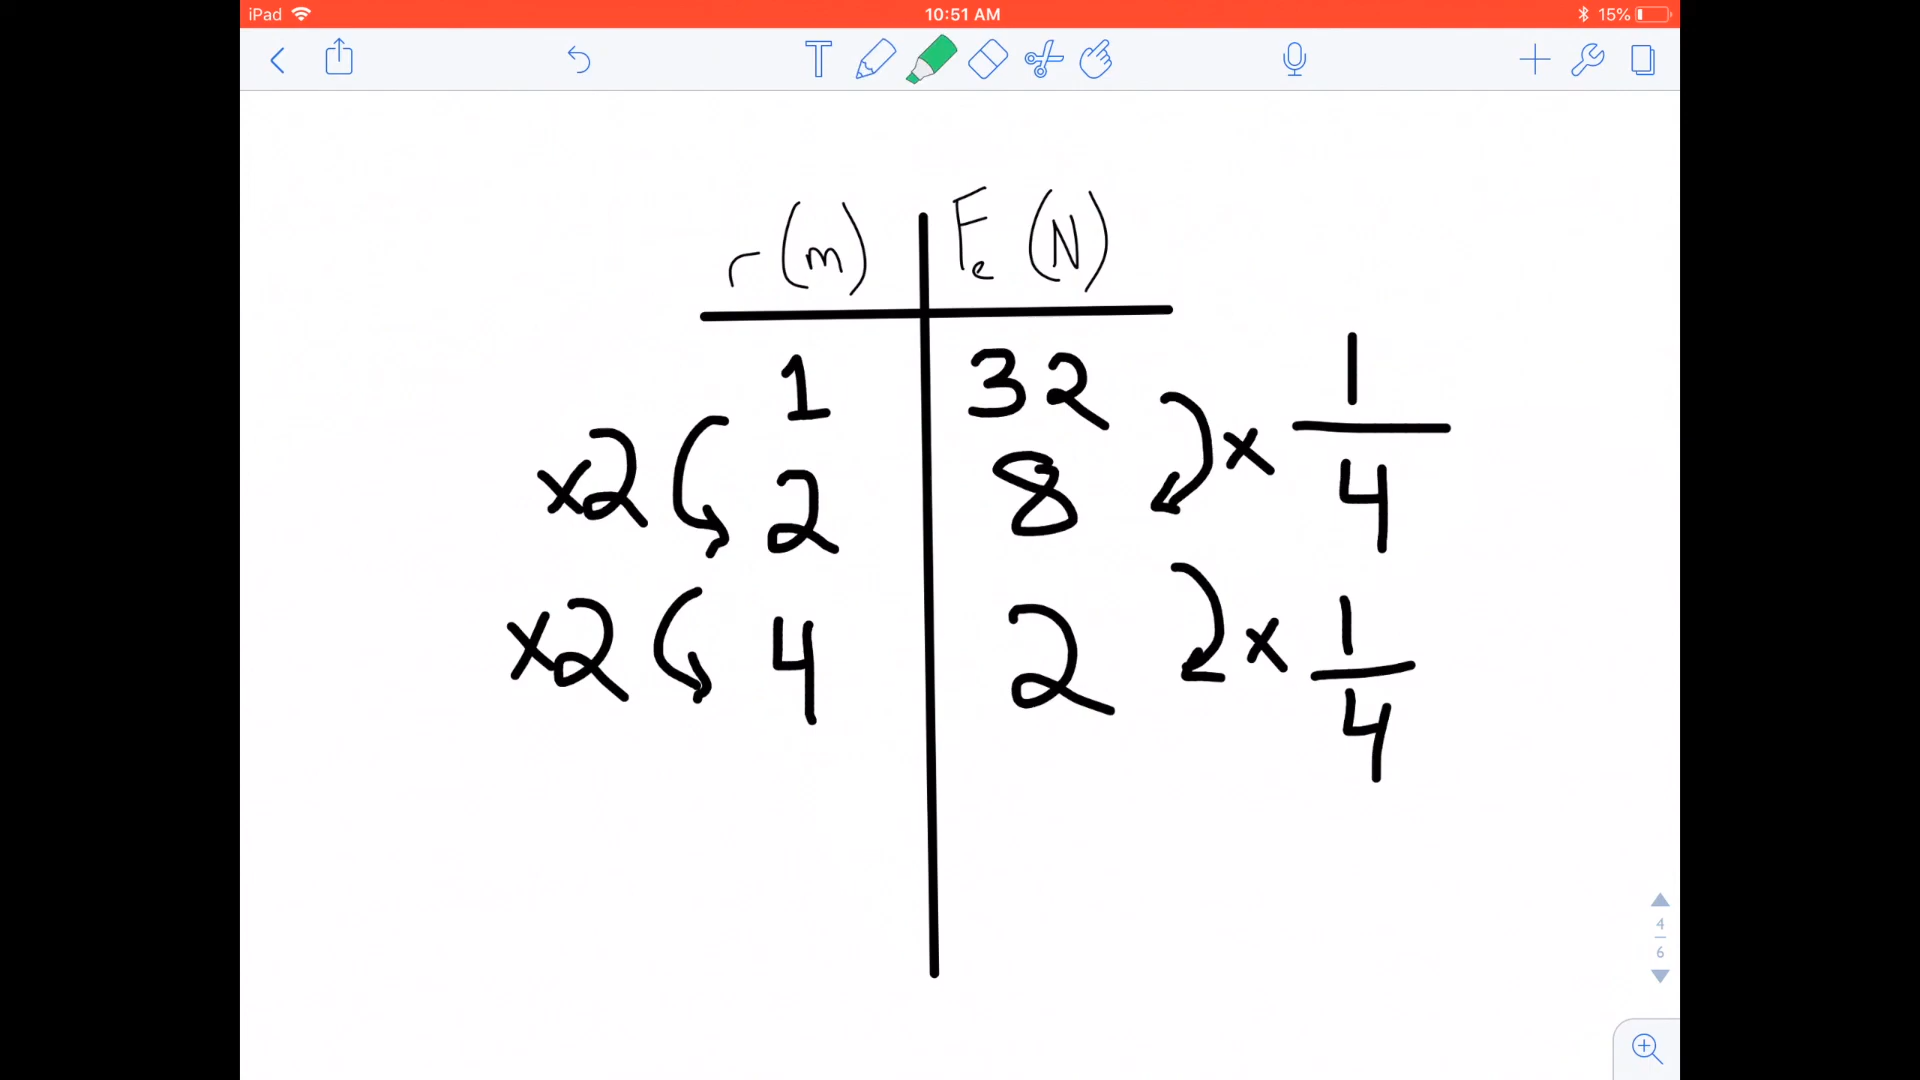 iPad 10:51 AM 15%
T
r (m) Fe (N)
1 32
x2 x 1/4
2 8
x2 x 1/4
4 2
4
6